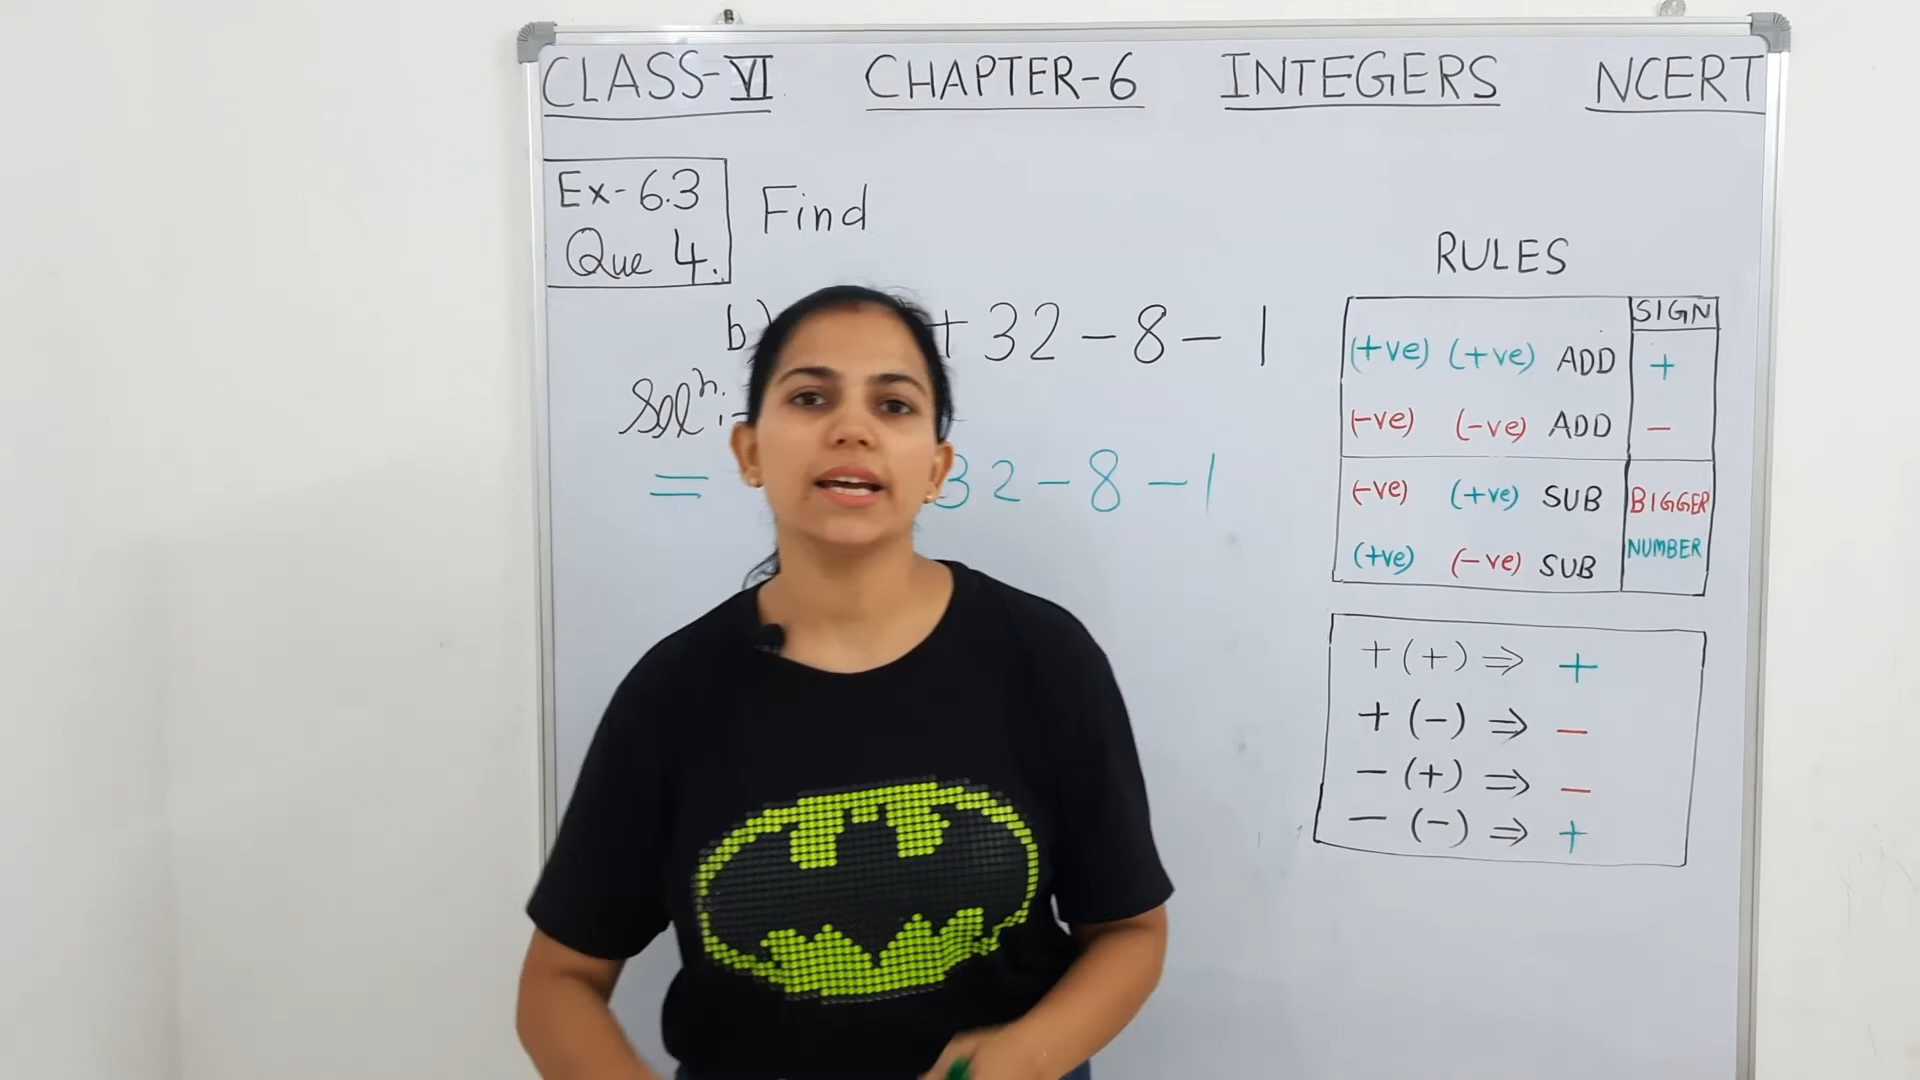 CLASS-VI CHAPTER-6 INTEGERS NCERT
Ex-6.3
Que 4.
Find
b) + 32 - 8 - 1
Solⁿ:-
= 32 - 8 - 1
RULES
SIGN
(+ve) (+ve) ADD +
(-ve) (-ve) ADD -
(-ve) (+ve) SUB BIGGER
(+ve) (-ve) SUB NUMBER
+ (+) ⇒ +
+ (-) ⇒ -
- (+) ⇒ -
- (-) ⇒ +